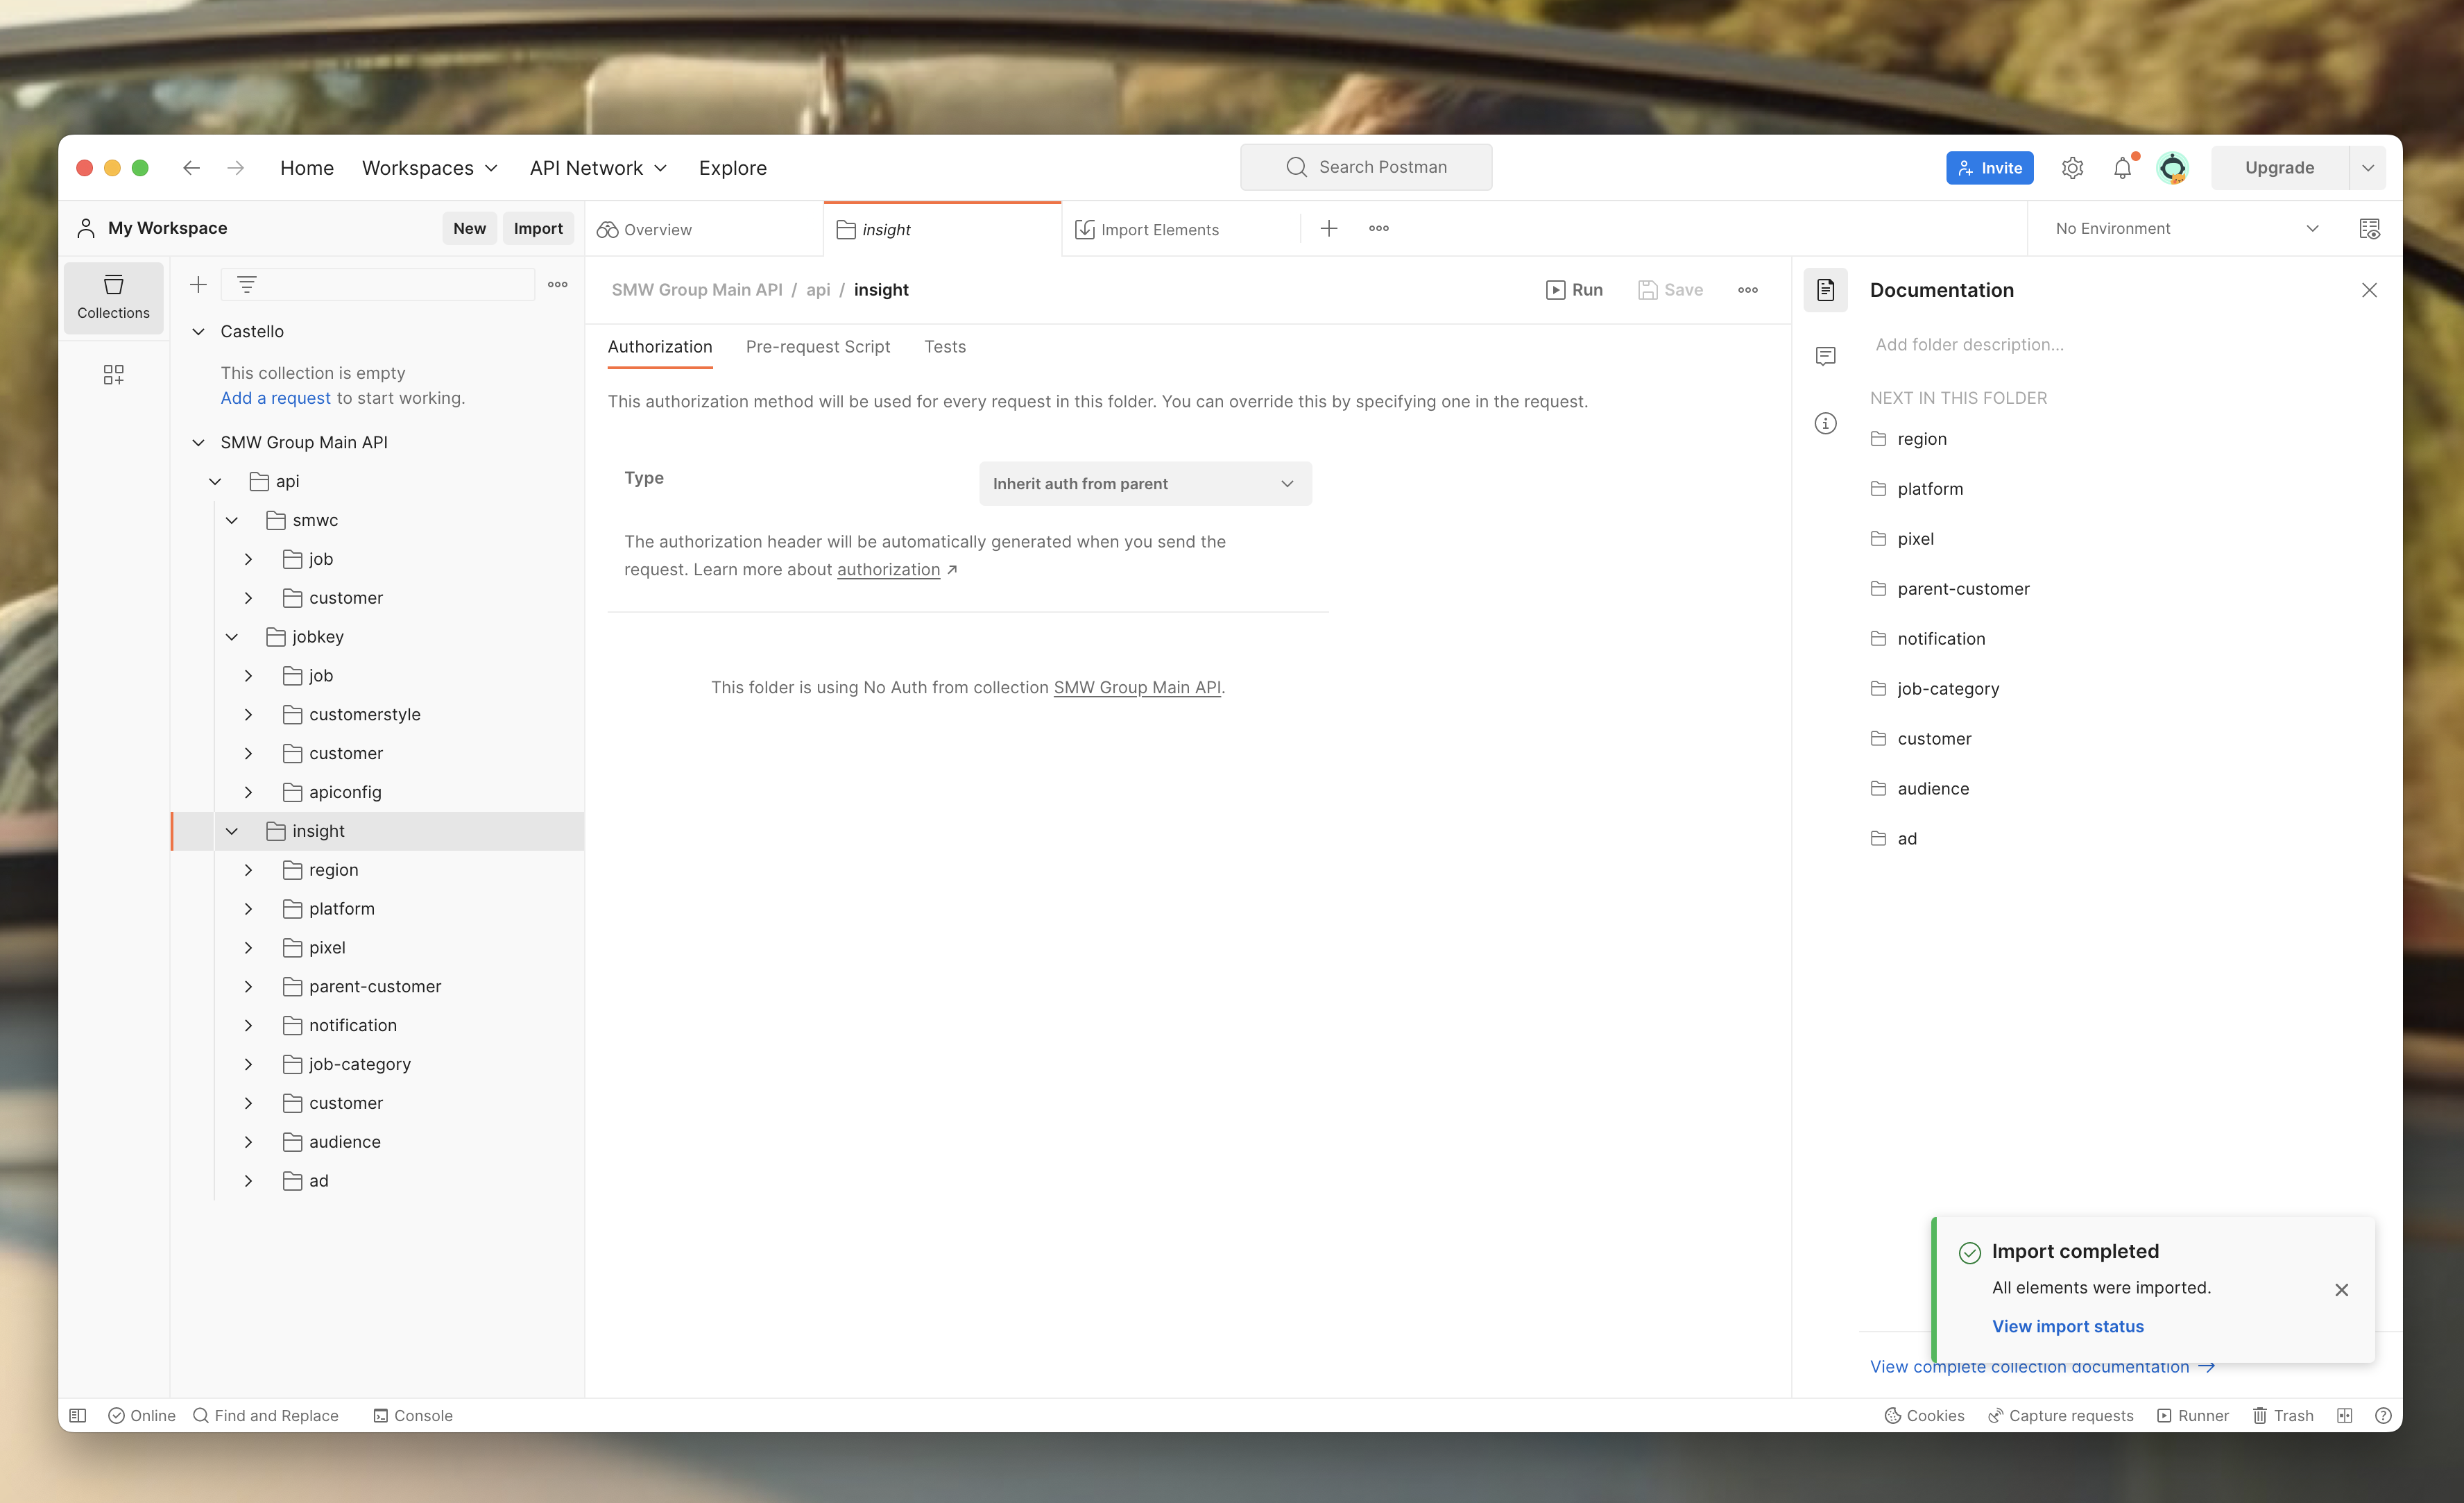 Home
Workspaces
API Network
Explore
Search Postman
Invite
Upgrade
My Workspace
New
Import
Overview
insight
Import Elements
No Environment
Collections
Castello
This collection is empty
Add a request to start working.
SMW Group Main API
api
smwc
job
customer
jobkey
job
customerstyle
customer
apiconfig
insight
region
platform
pixel
parent-customer
notification
job-category
customer
audience
ad
SMW Group Main API / api / insight
Run
Save
Authorization
Pre-request Script
Tests
This authorization method will be used for every request in this folder. You can override this by specifying one in the request.
Type
Inherit auth from parent
The authorization header will be automatically generated when you send the
request. Learn more about authorization ↗
This folder is using No Auth from collection SMW Group Main API.
Documentation
Add folder description...
NEXT IN THIS FOLDER
region
platform
pixel
parent-customer
notification
job-category
customer
audience
ad
Import completed
All elements were imported.
View import status
View complete collection documentation →
Online
Find and Replace
Console
Cookies
Capture requests
Runner
Trash